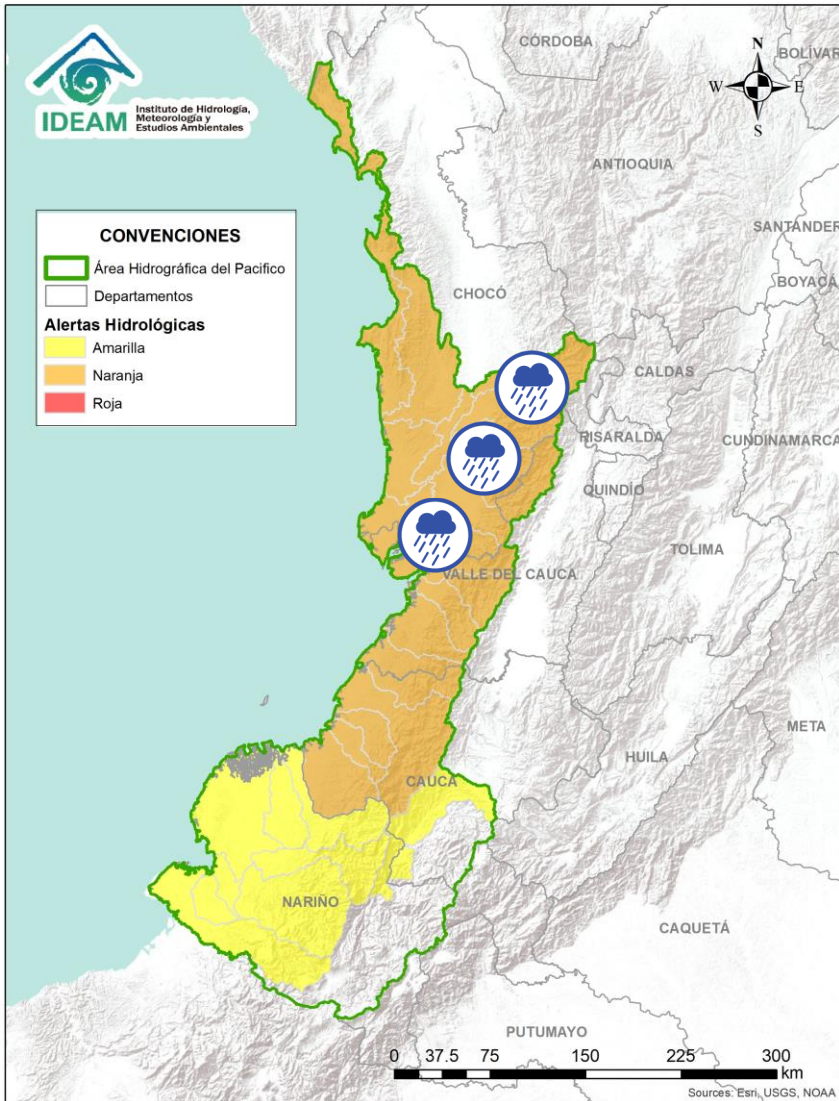 IDEAM
Instituto de Hidrología,
Meteorología y
Estudios Ambientales
CÓRDOBA
BOLÍVAR
N
W
E
S
ANTIOQUIA
CONVENCIONES
Área Hidrográfica del Pacifico
Departamentos
Alertas Hidrológicas
Amarilla
Naranja
Roja
SANTANDER
BOYACÁ
CHOCÓ
CALDAS
RISARALDA
CUNDINAMARCA
QUINDÍO
TOLIMA
VALLE DEL CAUCA
META
HUILA
CAUCA
NARIÑO
CAQUETÁ
PUTUMAYO
0 37.5 75 150 225 300
km
Sources: Esri, USGS, NOAA